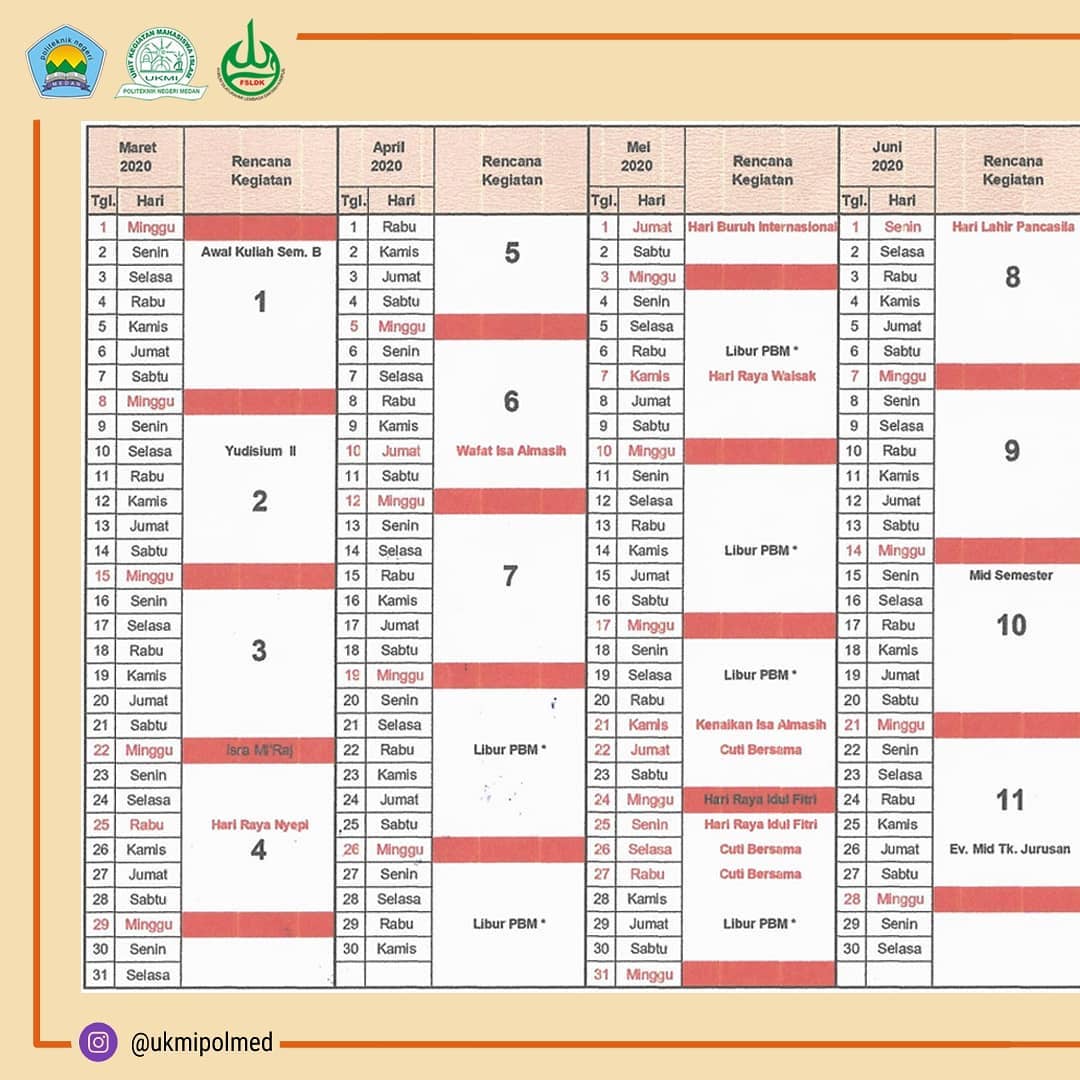 politeknik negeri
MEDAN
UNIT KEGIATAN MAHASISWA ISLAM
UKMI
POLITEKNIK NEGERI MEDAN
FSLDK
Maret 2020 Rencana Kegiatan April 2020 Rencana Kegiatan Mei 2020 Rencana Kegiatan Juni 2020 Rencana Kegiatan
Tgl. Hari Tgl. Hari Tgl. Hari Tgl. Hari
1 Minggu 1 Rabu 1 Jumat Hari Buruh Internasional 1 Senin Hari Lahir Pancasila
2 Senin Awal Kuliah Sem. B 2 Kamis 5 2 Sabtu 2 Selasa
3 Selasa 3 Jumat 3 Minggu 3 Rabu 8
4 Rabu 1 4 Sabtu 4 Senin 4 Kamis
5 Kamis 5 Minggu 5 Selasa 5 Jumat
6 Jumat 6 Senin 6 Rabu Libur PBM * 6 Sabtu
7 Sabtu 7 Selasa 7 Kamis Hari Raya Waisak 7 Minggu
8 Minggu 8 Rabu 6 8 Jumat 8 Senin
9 Senin 9 Kamis 9 Sabtu 9 Selasa
10 Selasa Yudisium II 10 Jumat Wafat Isa Almasih 10 Minggu 10 Rabu 9
11 Rabu 11 Sabtu 11 Senin 11 Kamis
12 Kamis 2 12 Minggu 12 Selasa 12 Jumat
13 Jumat 13 Senin 13 Rabu 13 Sabtu
14 Sabtu 14 Selasa 14 Kamis Libur PBM * 14 Minggu
15 Minggu 15 Rabu 7 15 Jumat 15 Senin Mid Semester
16 Senin 16 Kamis 16 Sabtu 16 Selasa
17 Selasa 17 Jumat 17 Minggu 17 Rabu 10
18 Rabu 3 18 Sabtu 18 Senin 18 Kamis
19 Kamis 19 Minggu 19 Selasa Libur PBM * 19 Jumat
20 Jumat 20 Senin 20 Rabu 20 Sabtu
21 Sabtu 21 Selasa 21 Kamis Kenaikan Isa Almasih 21 Minggu
22 Minggu Isra Mi'Raj 22 Rabu Libur PBM * 22 Jumat Cuti Bersama 22 Senin
23 Senin 23 Kamis 23 Sabtu 23 Selasa
24 Selasa 24 Jumat 24 Minggu Hari Raya Idul Fitri 24 Rabu 11
25 Rabu Hari Raya Nyepi 25 Sabtu 25 Senin Hari Raya Idul Fitri 25 Kamis
26 Kamis 4 26 Minggu 26 Selasa Cuti Bersama 26 Jumat Ev. Mid Tk. Jurusan
27 Jumat 27 Senin 27 Rabu Cuti Bersama 27 Sabtu
28 Sabtu 28 Selasa 28 Kamis 28 Minggu
29 Minggu 29 Rabu Libur PBM * 29 Jumat Libur PBM * 29 Senin
30 Senin 30 Kamis 30 Sabtu 30 Selasa
31 Selasa 31 Minggu
@ukmipolmed